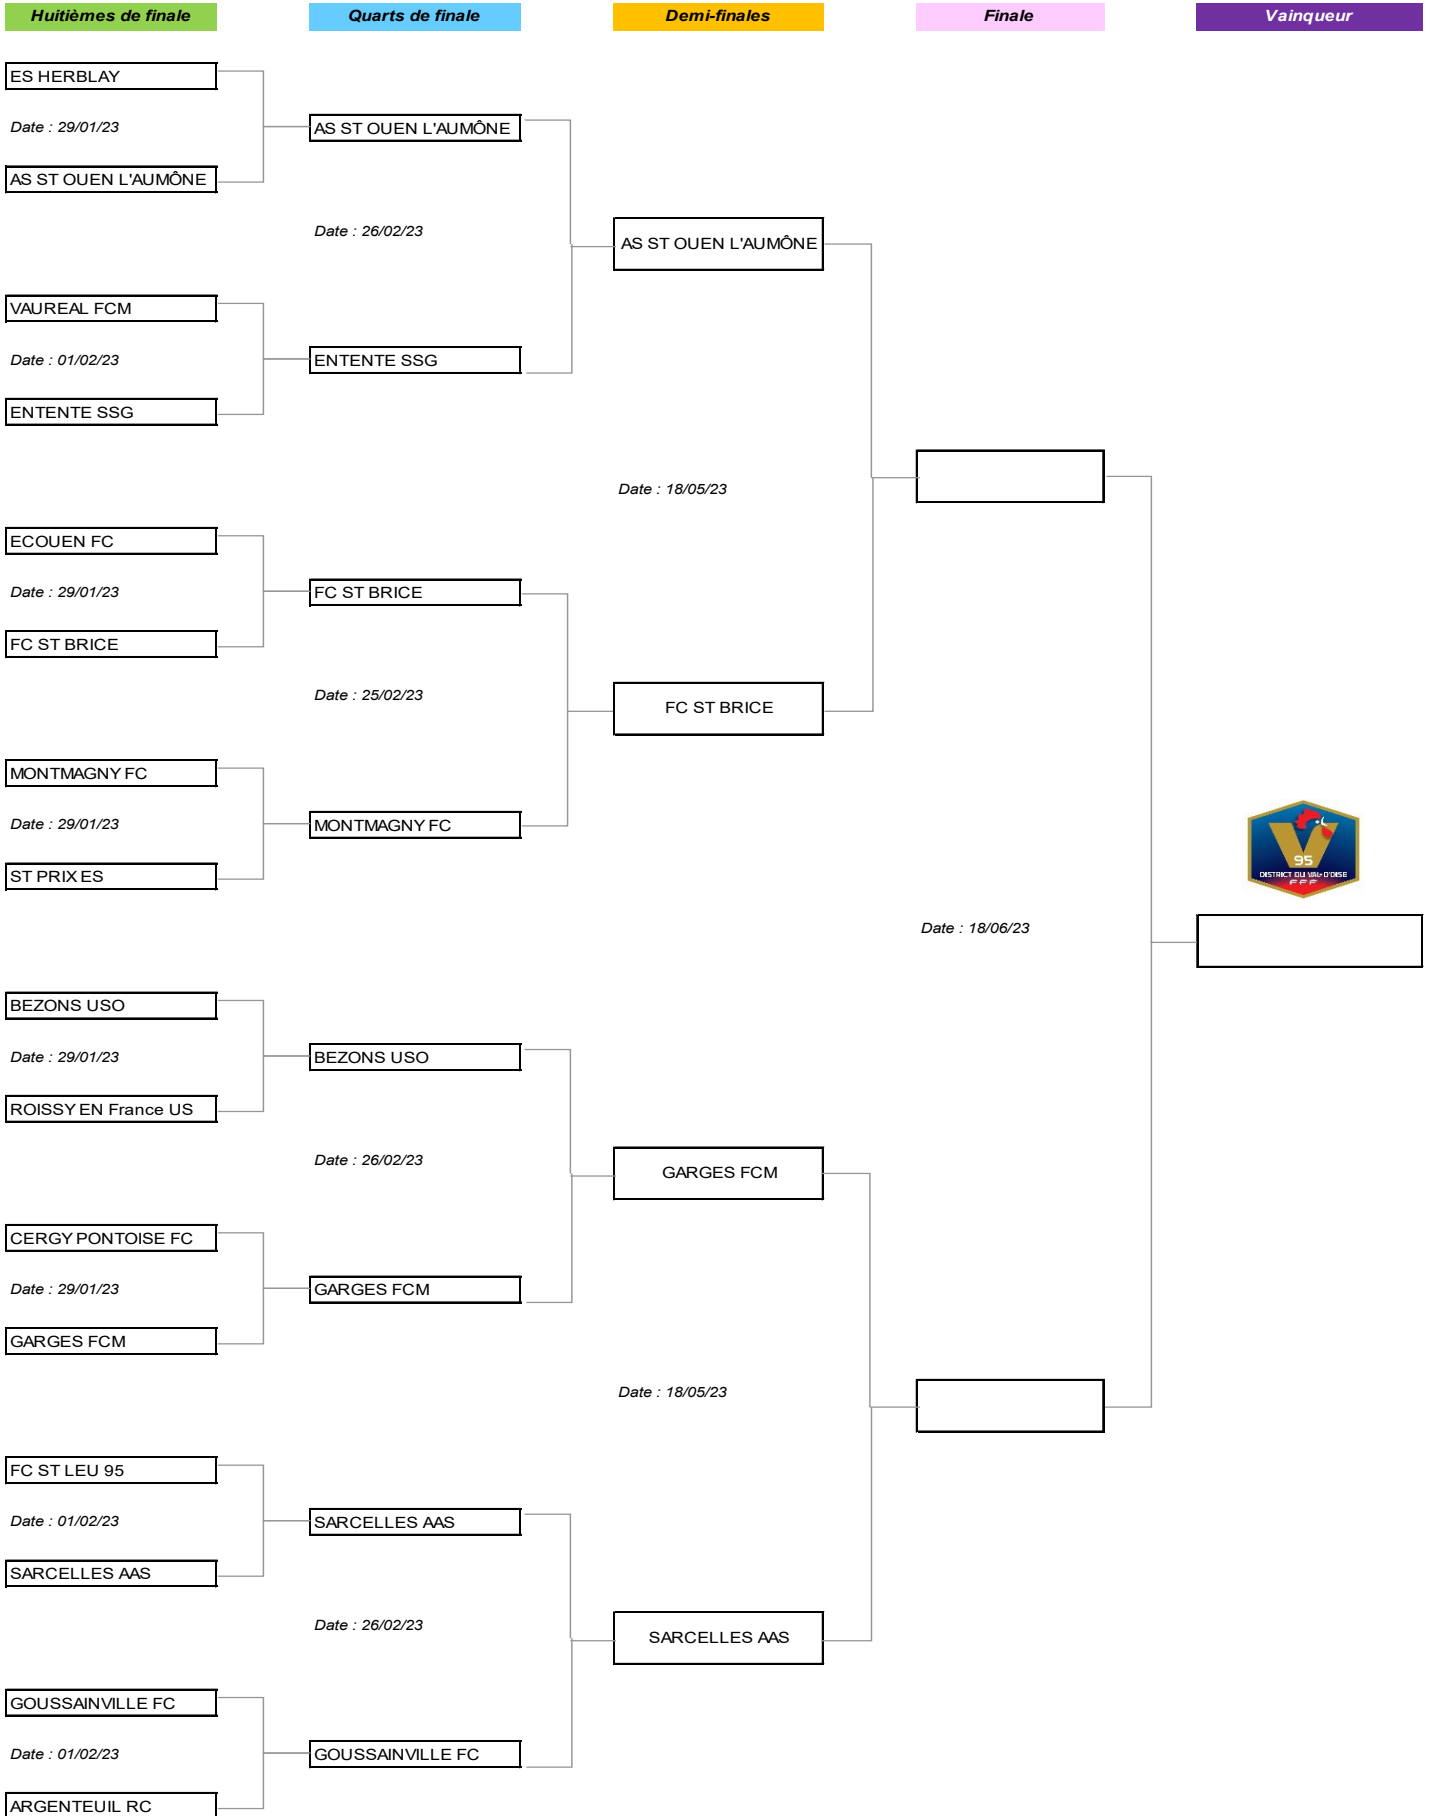 Huitièmes de finale
Quarts de finale
Demi-finales
Finale
Vainqueur
ES HERBLAY
Date : 29/01/23
AS ST OUEN L'AUMÔNE
AS ST OUEN L'AUMÔNE
Date : 26/02/23
AS ST OUEN L'AUMÔNE
VAUREAL FCM
Date : 01/02/23
ENTENTE SSG
ENTENTE SSG
Date : 18/05/23
ECOUEN FC
Date : 29/01/23
FC ST BRICE
FC ST BRICE
Date : 25/02/23
FC ST BRICE
MONTMAGNY FC
Date : 29/01/23
MONTMAGNY FC
ST PRIX ES
95
DISTRICT DU VAL-D'OISE
FFF
Date : 18/06/23
BEZONS USO
Date : 29/01/23
BEZONS USO
ROISSY EN France US
Date : 26/02/23
GARGES FCM
CERGY PONTOISE FC
Date : 29/01/23
GARGES FCM
GARGES FCM
Date : 18/05/23
FC ST LEU 95
Date : 01/02/23
SARCELLES AAS
SARCELLES AAS
Date : 26/02/23
SARCELLES AAS
GOUSSAINVILLE FC
Date : 01/02/23
GOUSSAINVILLE FC
ARGENTEUIL RC